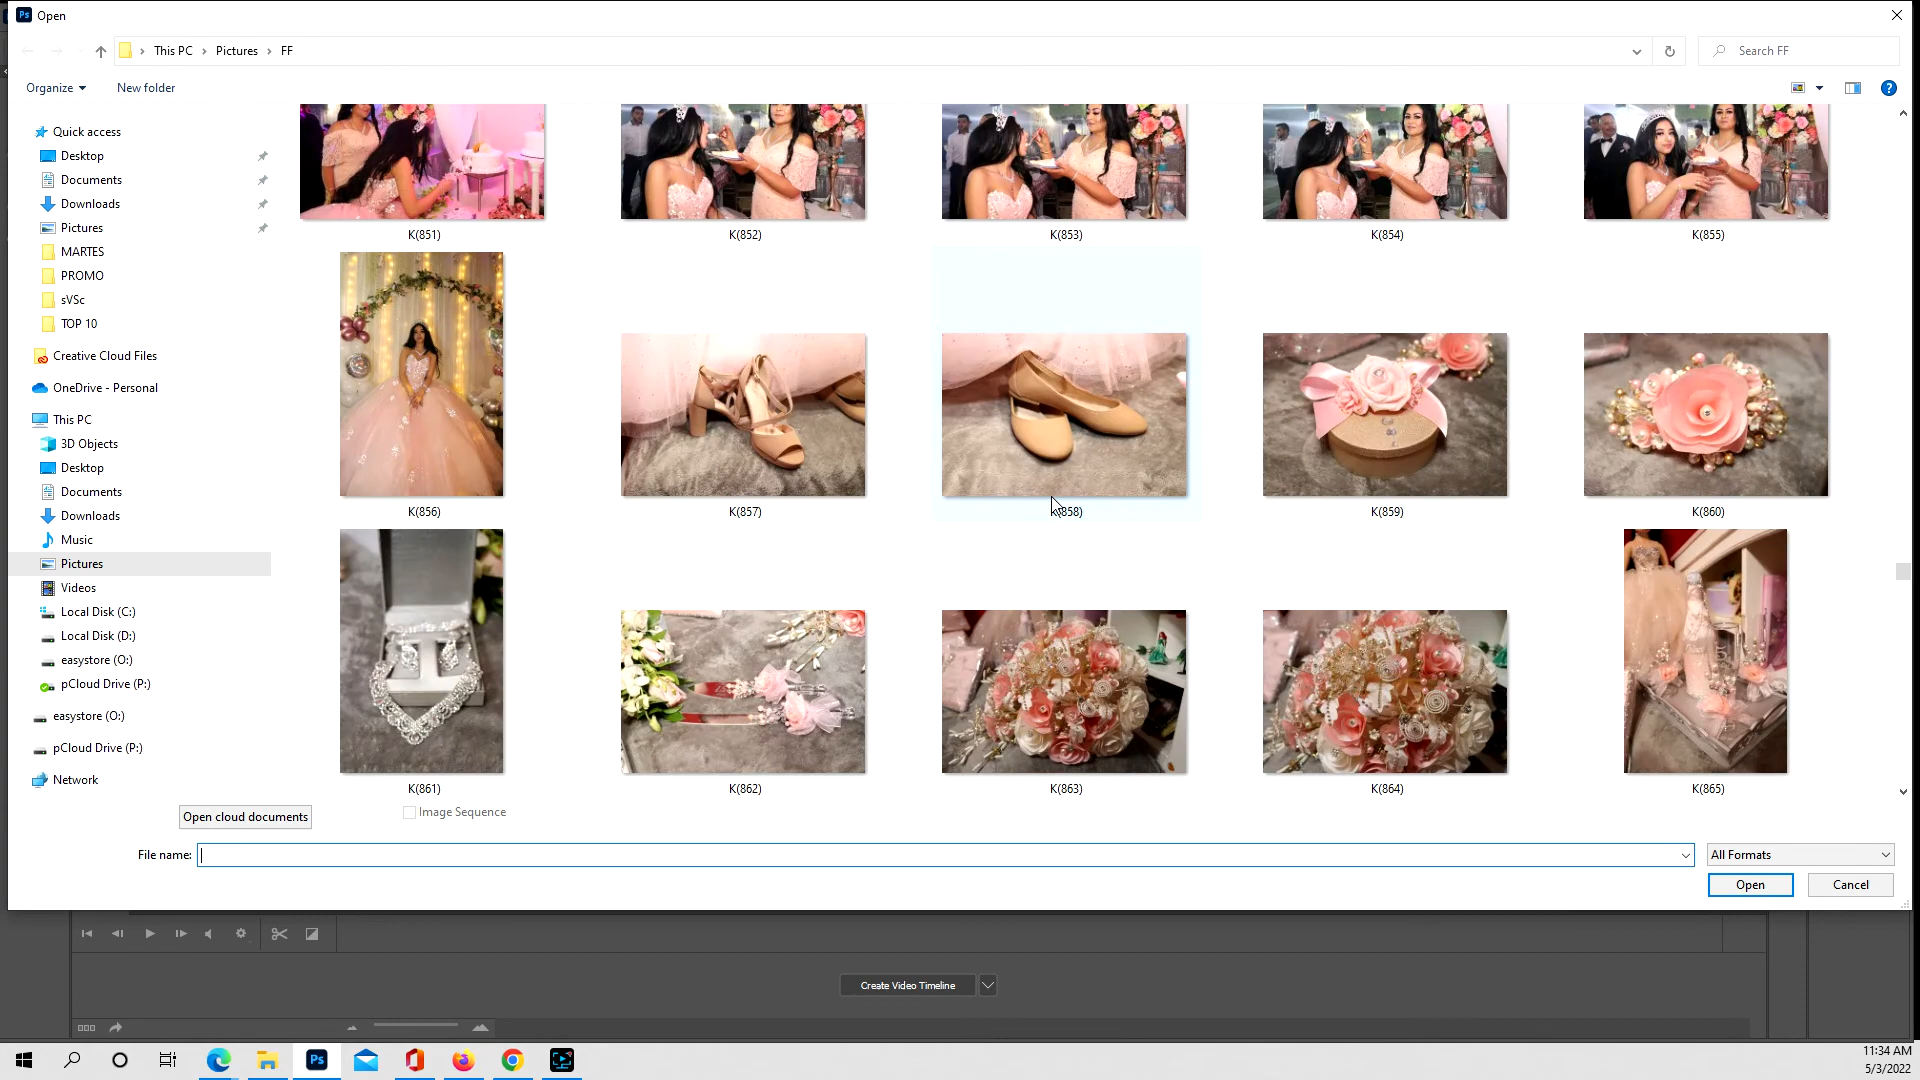 Open
This PC
Pictures
FF
Search FF
Organize
New folder
Quick access
Desktop
Documents
Downloads
Pictures
MARTES
PROMO
sVSc
TOP 10
Creative Cloud Files
OneDrive - Personal
This PC
3D Objects
Desktop
Documents
Downloads
Music
Pictures
Videos
Local Disk (C:)
Local Disk (D:)
easystore (O:)
pCloud Drive (P:)
easystore (O:)
pCloud Drive (P:)
Network
K(851)
K(852)
K(853)
K(854)
K(855)
K(856)
K(857)
K(858)
K(859)
K(860)
K(861)
K(862)
K(863)
K(864)
K(865)
Open cloud documents
Image Sequence
File name:
All Formats
Open
Cancel
Create Video Timeline
11:34 AM
5/3/2022